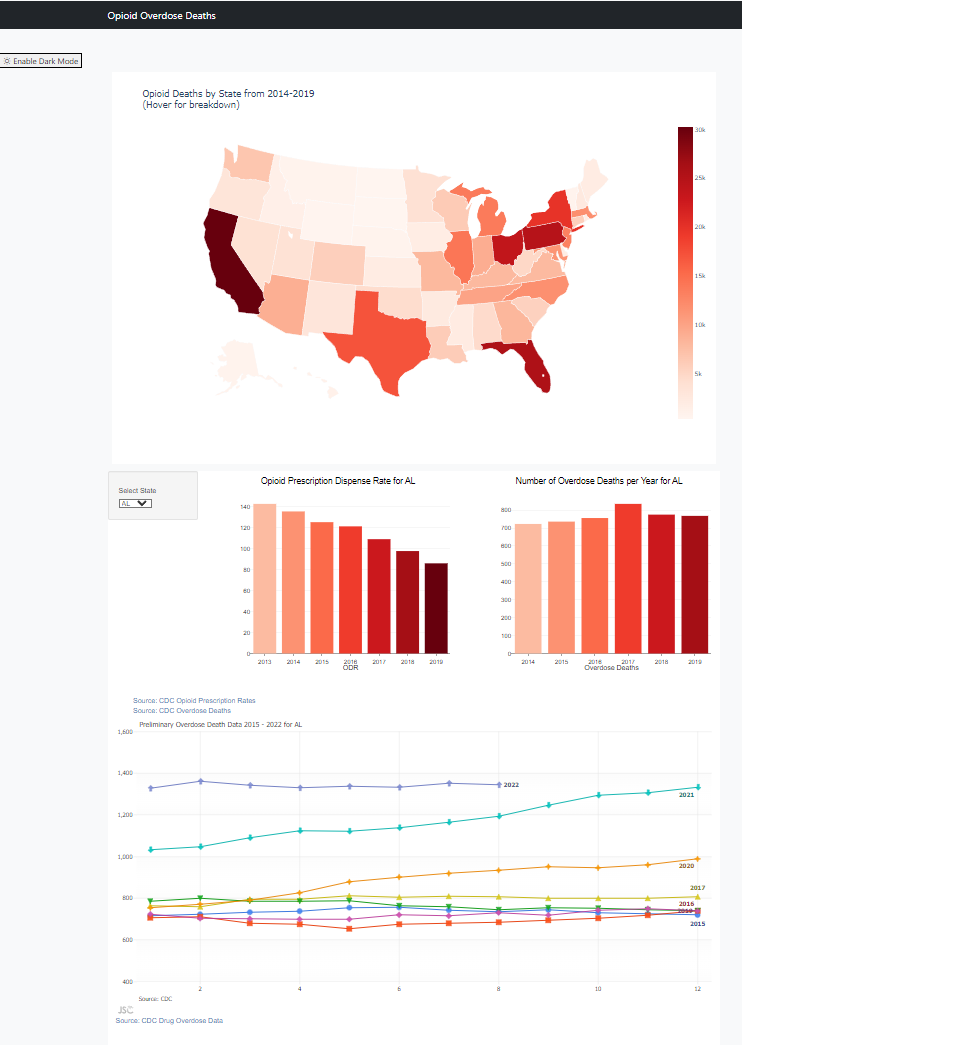 Opioid Overdose Deaths
Enable Dark Mode
Opioid Deaths by State from 2014-2019
(Hover for breakdown)
30k
25k
20k
15k
10k
5k
Select State
AL
Opioid Prescription Dispense Rate for AL
140
120
100
80
60
40
20
0
2013 2014 2015 2016 2017 2018 2019
ODR
Number of Overdose Deaths per Year for AL
800
700
600
500
400
300
200
100
0
2014 2015 2016 2017 2018 2019
Overdose Deaths
Source: CDC Opioid Prescription Rates
Source: CDC Overdose Deaths
Preliminary Overdose Death Data 2015 - 2022 for AL
1,600
1,400
1,200
1,000
800
600
400
2022
2021
2020
2017
2016
2015
2 4 6 8 10 12
Source: CDC
JSC
Source: CDC Drug Overdose Data